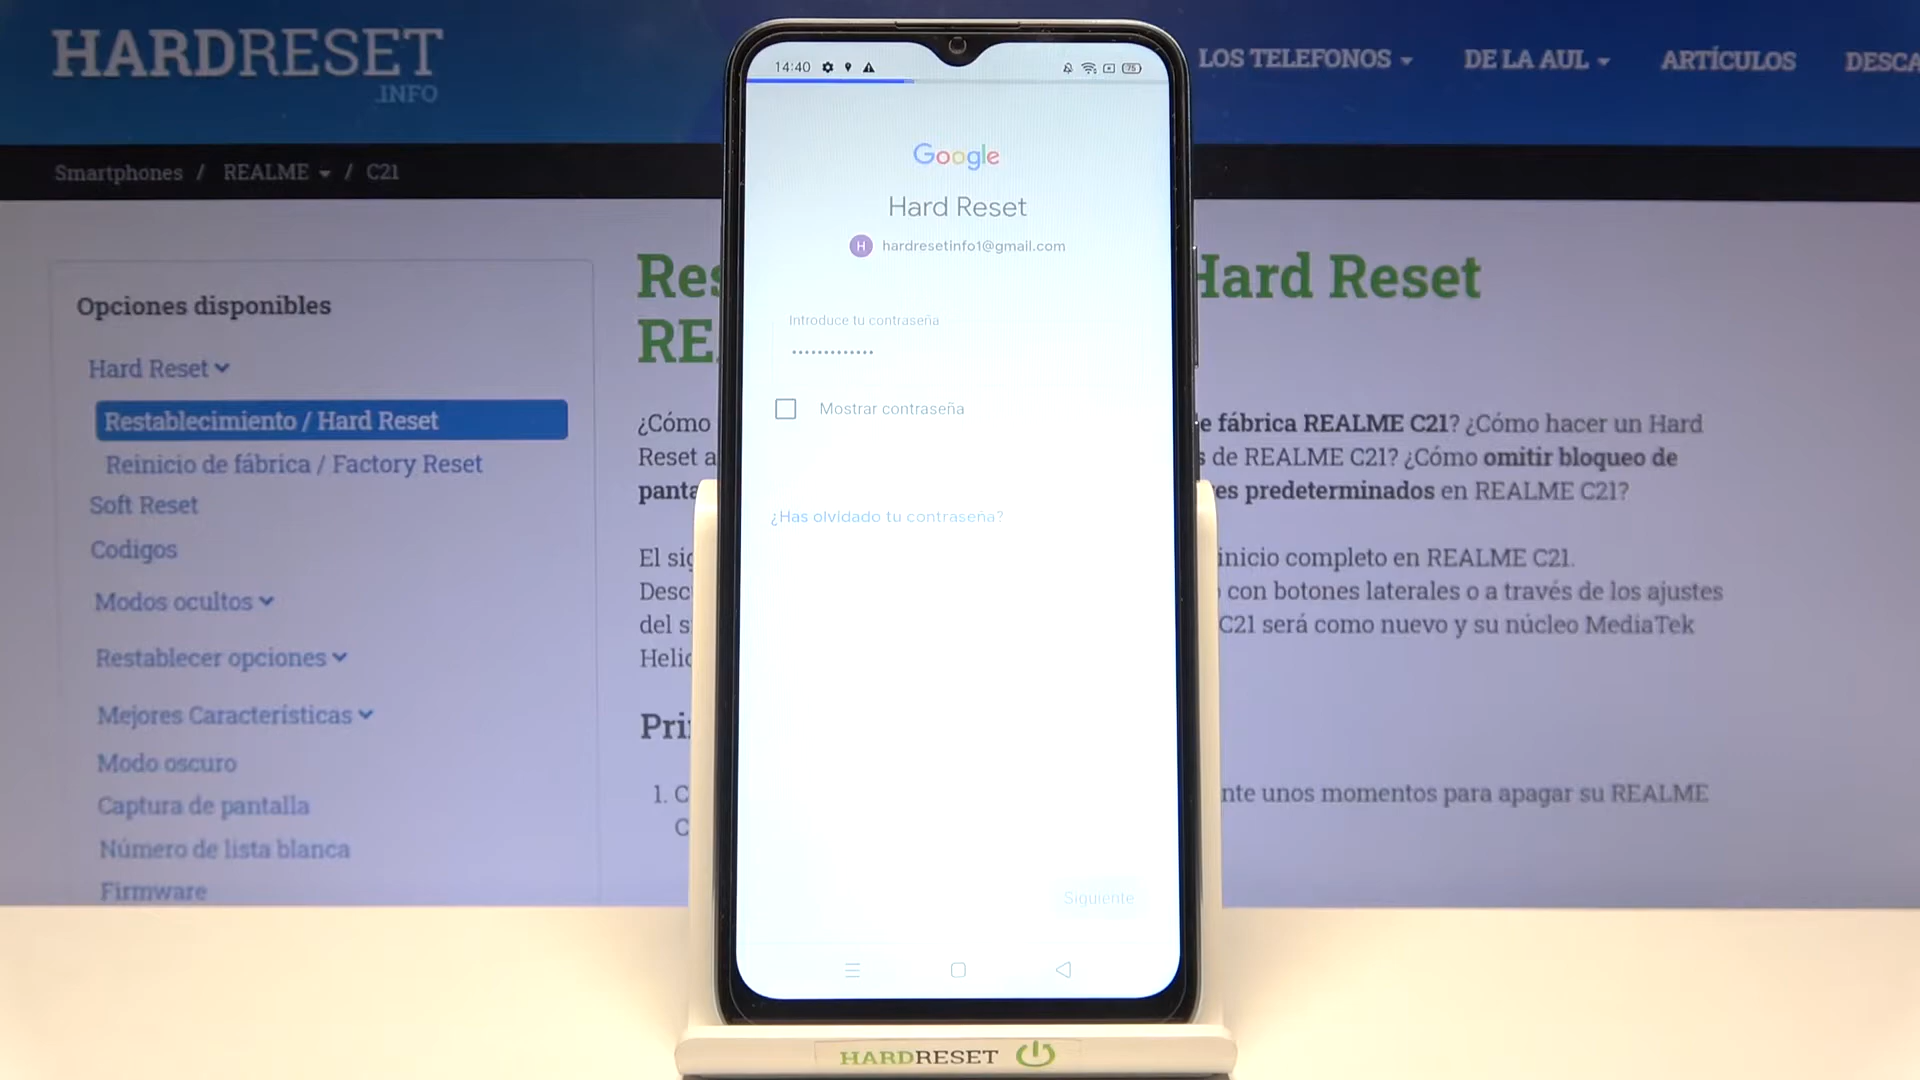 HARDRESET
.INFO
LOS TELEFONOS
DE LA AUL
ARTÍCULOS
DESCA
Smartphones / REALME / C21
Opciones disponibles
Hard Reset
Restablecimiento / Hard Reset
Reinicio de fábrica / Factory Reset
Soft Reset
Codigos
Modos ocultos
Restablecer opciones
Mejores Características
Modo oscuro
Captura de pantalla
Número de lista blanca
Firmware
14:40
75
Google
Hard Reset
H hardresetinfo1@gmail.com
Introduce tu contraseña
•••••••••••••
Mostrar contraseña
¿Has olvidado tu contraseña?
Siguiente
Hard Reset
¿Cómo
e fábrica REALME C21? ¿Cómo hacer un Hard
Reset a
de REALME C21? ¿Cómo omitir bloqueo de
es predeterminados en REALME C21?
El
inicio completo en REALME C21.
con botones laterales o a través de los ajustes
del
C21 será como nuevo y su núcleo MediaTek
1. C
nte unos momentos para apagar su REALME
C
HARDRESET